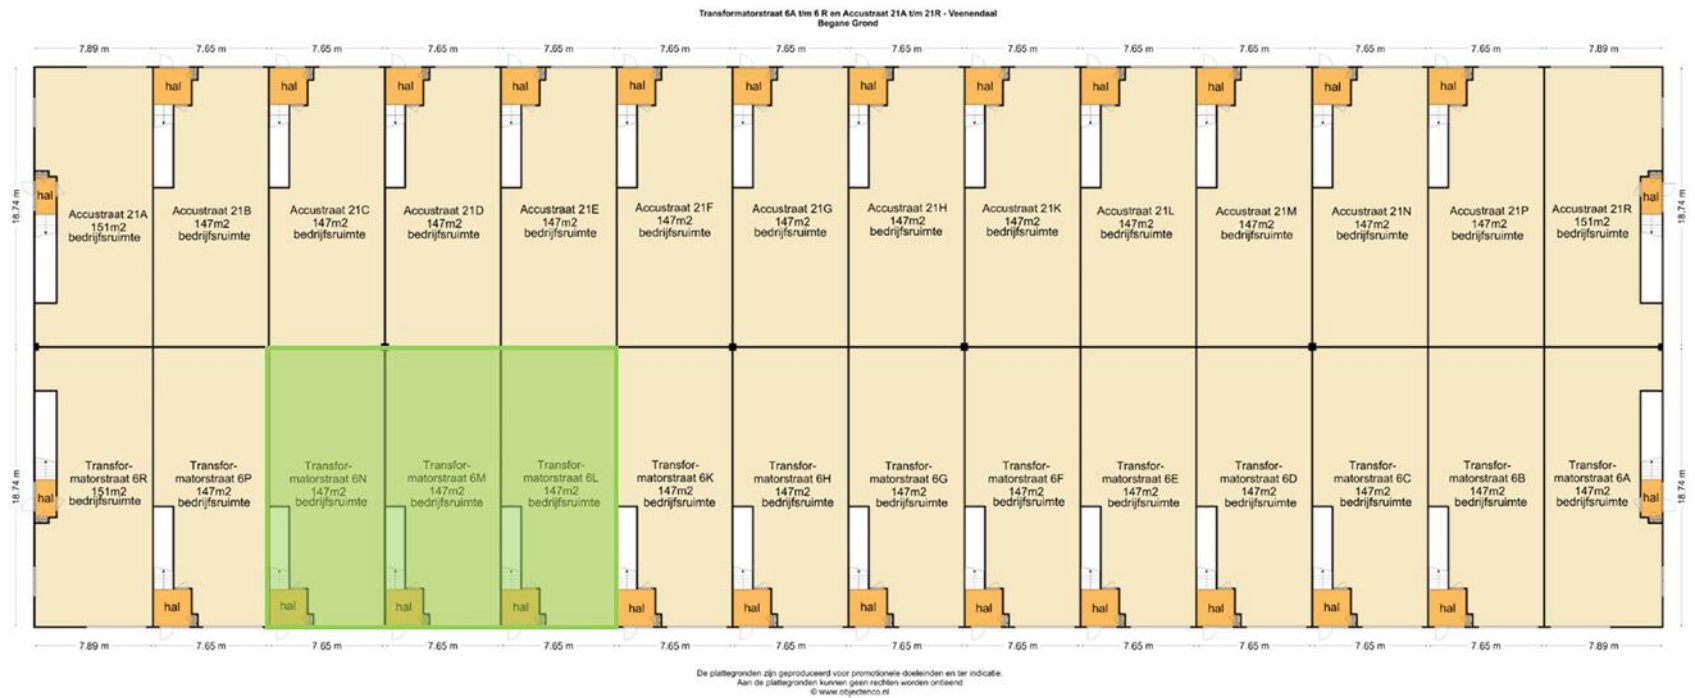 Transformatorstraat 6A t/m 6 R en Accustraat 21A t/m 21R - Veenendaal
Begane Grond
7.89 m 7.65 m 7.65 m 7.65 m 7.65 m 7.65 m 7.65 m 7.65 m 7.65 m 7.65 m 7.65 m 7.65 m 7.65 m 7.89 m
hal hal hal hal hal hal hal hal hal hal hal hal
18.74 m
hal
Accustraat 21A
151m2
bedrijfsruimte
Accustraat 21B
147m2
bedrijfsruimte
Accustraat 21C
147m2
bedrijfsruimte
Accustraat 21D
147m2
bedrijfsruimte
Accustraat 21E
147m2
bedrijfsruimte
Accustraat 21F
147m2
bedrijfsruimte
Accustraat 21G
147m2
bedrijfsruimte
Accustraat 21H
147m2
bedrijfsruimte
Accustraat 21K
147m2
bedrijfsruimte
Accustraat 21L
147m2
bedrijfsruimte
Accustraat 21M
147m2
bedrijfsruimte
Accustraat 21N
147m2
bedrijfsruimte
Accustraat 21P
147m2
bedrijfsruimte
Accustraat 21R
151m2
bedrijfsruimte
hal
18.74 m
18.74 m
hal
Transfor-
matorstraat 6R
151m2
bedrijfsruimte
Transfor-
matorstraat 6P
147m2
bedrijfsruimte
Transfor-
matorstraat 6N
147m2
bedrijfsruimte
Transfor-
matorstraat 6M
147m2
bedrijfsruimte
Transfor-
matorstraat 6L
147m2
bedrijfsruimte
Transfor-
matorstraat 6K
147m2
bedrijfsruimte
Transfor-
matorstraat 6H
147m2
bedrijfsruimte
Transfor-
matorstraat 6G
147m2
bedrijfsruimte
Transfor-
matorstraat 6F
147m2
bedrijfsruimte
Transfor-
matorstraat 6E
147m2
bedrijfsruimte
Transfor-
matorstraat 6D
147m2
bedrijfsruimte
Transfor-
matorstraat 6C
147m2
bedrijfsruimte
Transfor-
matorstraat 6B
147m2
bedrijfsruimte
Transfor-
matorstraat 6A
147m2
bedrijfsruimte
hal
18.74 m
hal hal hal hal hal hal hal hal hal hal hal hal
7.89 m 7.65 m 7.65 m 7.65 m 7.65 m 7.65 m 7.65 m 7.65 m 7.65 m 7.65 m 7.65 m 7.65 m 7.65 m 7.89 m
De plattegronden zijn geproduceerd voor promotionele doeleinden en ter indicatie.
Aan de plattegronden kunnen geen rechten worden ontleend
© www.objectenco.nl